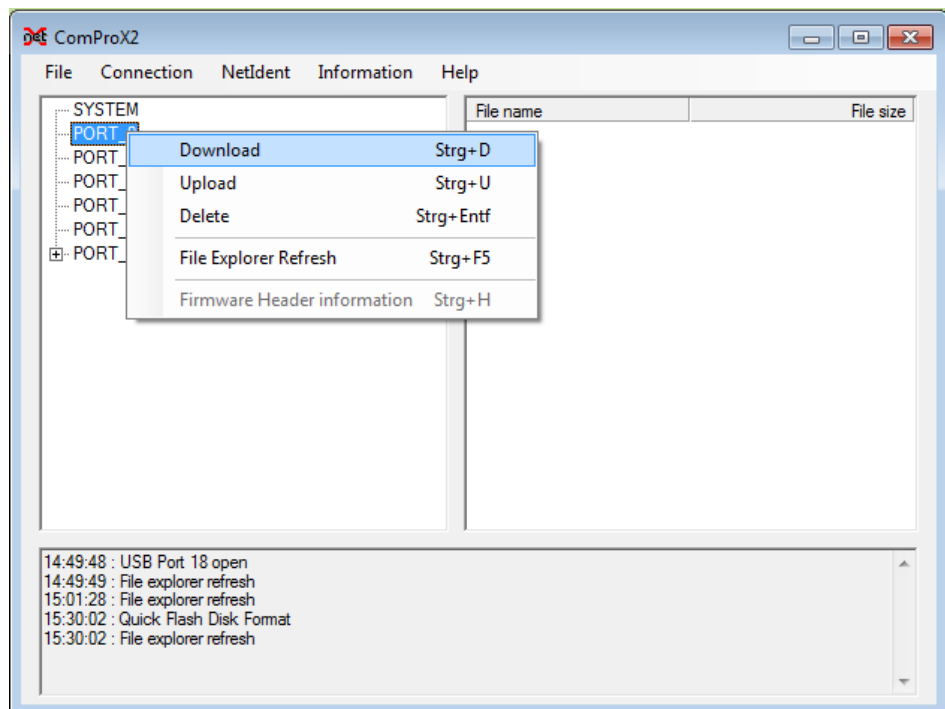 ComProX2
File Connection NetIdent Information Help
SYSTEM
PORT_
PORT_
PORT_
PORT_
PORT_
PORT_
Download Strg+D
Upload Strg+U
Delete Strg+Entf
File Explorer Refresh Strg+F5
Firmware Header information Strg+H
File name File size
14:49:48 : USB Port 18 open
14:49:49 : File explorer refresh
15:01:28 : File explorer refresh
15:30:02 : Quick Flash Disk Format
15:30:02 : File explorer refresh